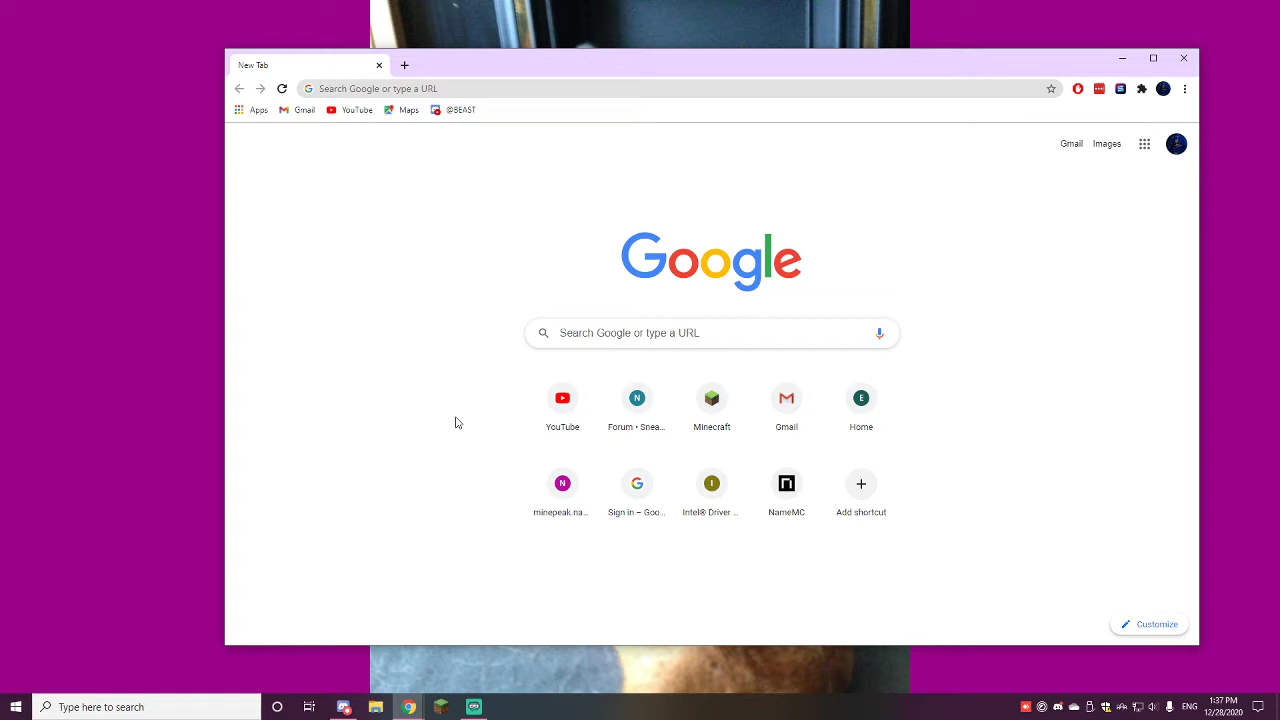 New Tab
Search Google or type a URL
Apps Gmail YouTube Maps @BEAST
Gmail Images
Google
Search Google or type a URL
N
E
YouTube Forum • Snea... Minecraft Gmail Home
N
I
minepeak.na... Sign in – Goo... Intel® Driver ... NameMC Add shortcut
Customize
Type here to search
ENG
1:37 PM
12/28/2020